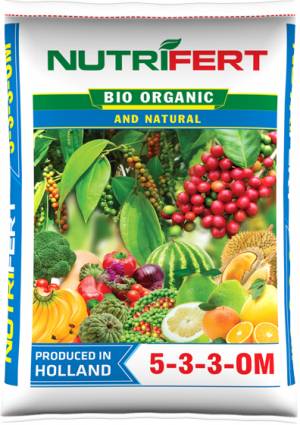 NUTRIFERT
BIO ORGANIC
AND NATURAL
5-3-3-OM
NUTRIFERT
PRODUCED IN
HOLLAND
5-3-3-OM